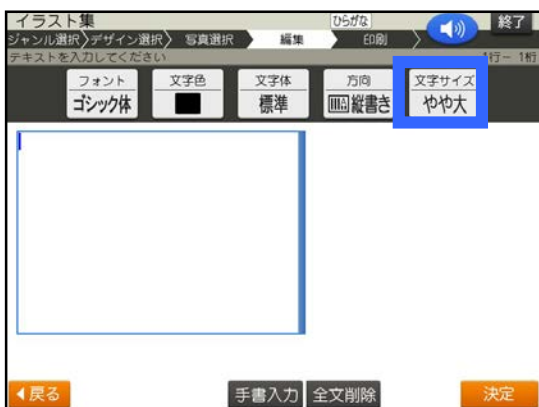 イラスト集
ひらがな
終了
ジャンル選択〉デザイン選択〉 写真選択 編集 印刷
テキストを入力してください
1行− 1桁
フォント 文字色 文字体 方向 文字サイズ
ゴシック体 標準 縦書き やや大
戻る 手書入力 全文削除 決定